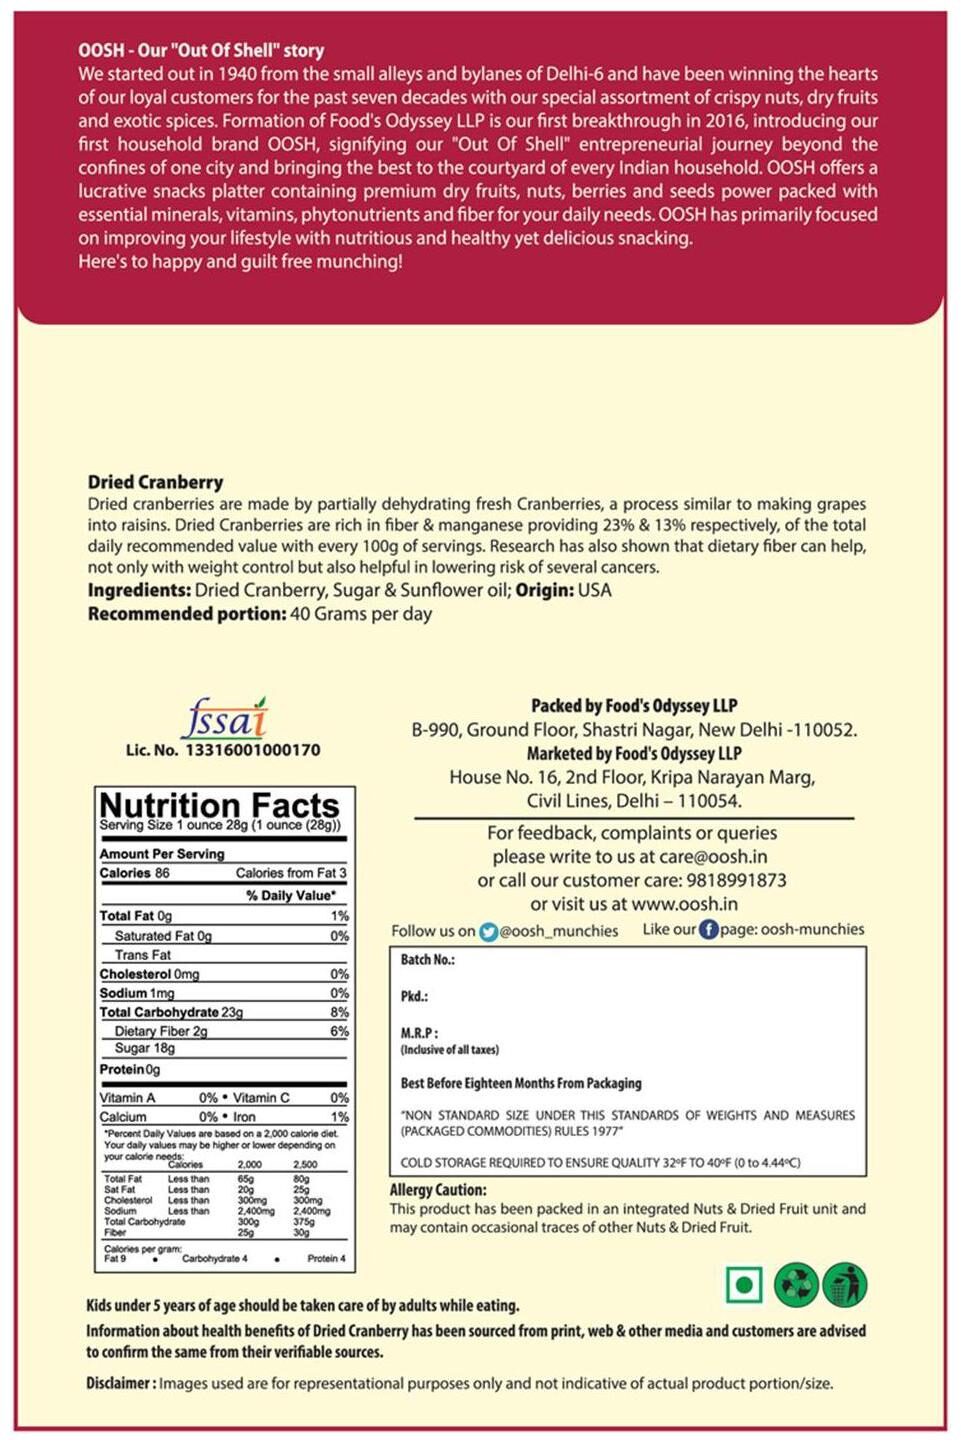 OOSH - Our "Out Of Shell" story
We started out in 1940 from the small alleys and bylanes of Delhi-6 and have been winning the hearts
of our loyal customers for the past seven decades with our special assortment of crispy nuts, dry fruits
and exotic spices. Formation of Food's Odyssey LLP is our first breakthrough in 2016, introducing our
first household brand OOSH, signifying our "Out Of Shell" entrepreneurial journey beyond the
confines of one city and bringing the best to the courtyard of every Indian household. OOSH offers a
lucrative snacks platter containing premium dry fruits, nuts, berries and seeds power packed with
essential minerals, vitamins, phytonutrients and fiber for your daily needs. OOSH has primarily focused
on improving your lifestyle with nutritious and healthy yet delicious snacking.
Here's to happy and guilt free munching!
Dried Cranberry
Dried cranberries are made by partially dehydrating fresh Cranberries, a process similar to making grapes
into raisins. Dried Cranberries are rich in fiber & manganese providing 23% & 13% respectively, of the total
daily recommended value with every 100g of servings. Research has also shown that dietary fiber can help,
not only with weight control but also helpful in lowering risk of several cancers.
Ingredients: Dried Cranberry, Sugar & Sunflower oil; Origin: USA
Recommended portion: 40 Grams per day
fssai
Lic. No. 13316001000170
Nutrition Facts
Serving Size 1 ounce 28g (1 ounce (28g))
Amount Per Serving
Calories 86 Calories from Fat 3
% Daily Value*
Total Fat 0g 1%
Saturated Fat 0g 0%
Trans Fat
Cholesterol 0mg 0%
Sodium 1mg 0%
Total Carbohydrate 23g 8%
Dietary Fiber 2g 6%
Sugar 18g
Protein 0g
Vitamin A 0% • Vitamin C 0%
Calcium 0% • Iron 1%
*Percent Daily Values are based on a 2,000 calorie diet.
Your daily values may be higher or lower depending on
your calorie needs:
Calories 2,000 2,500
Total Fat Less than 65g 80g
Sat Fat Less than 20g 25g
Cholesterol Less than 300mg 300mg
Sodium Less than 2,400mg 2,400mg
Total Carbohydrate 300g 375g
Fiber 25g 30g
Calories per gram:
Fat 9 • Carbohydrate 4 • Protein 4
Packed by Food's Odyssey LLP
B-990, Ground Floor, Shastri Nagar, New Delhi -110052.
Marketed by Food's Odyssey LLP
House No. 16, 2nd Floor, Kripa Narayan Marg,
Civil Lines, Delhi – 110054.
For feedback, complaints or queries
please write to us at care@oosh.in
or call our customer care: 9818991873
or visit us at www.oosh.in
Follow us on @oosh_munchies Like our f page: oosh-munchies
Batch No.:
Pkd.:
M.R.P :
(Inclusive of all taxes)
Best Before Eighteen Months From Packaging
"NON STANDARD SIZE UNDER THIS STANDARDS OF WEIGHTS AND MEASURES
(PACKAGED COMMODITIES) RULES 1977"
COLD STORAGE REQUIRED TO ENSURE QUALITY 32ºF TO 40ºF (0 to 4.44ºC)
Allergy Caution:
This product has been packed in an integrated Nuts & Dried Fruit unit and
may contain occasional traces of other Nuts & Dried Fruit.
Kids under 5 years of age should be taken care of by adults while eating.
Information about health benefits of Dried Cranberry has been sourced from print, web & other media and customers are advised
to confirm the same from their verifiable sources.
Disclaimer : Images used are for representational purposes only and not indicative of actual product portion/size.